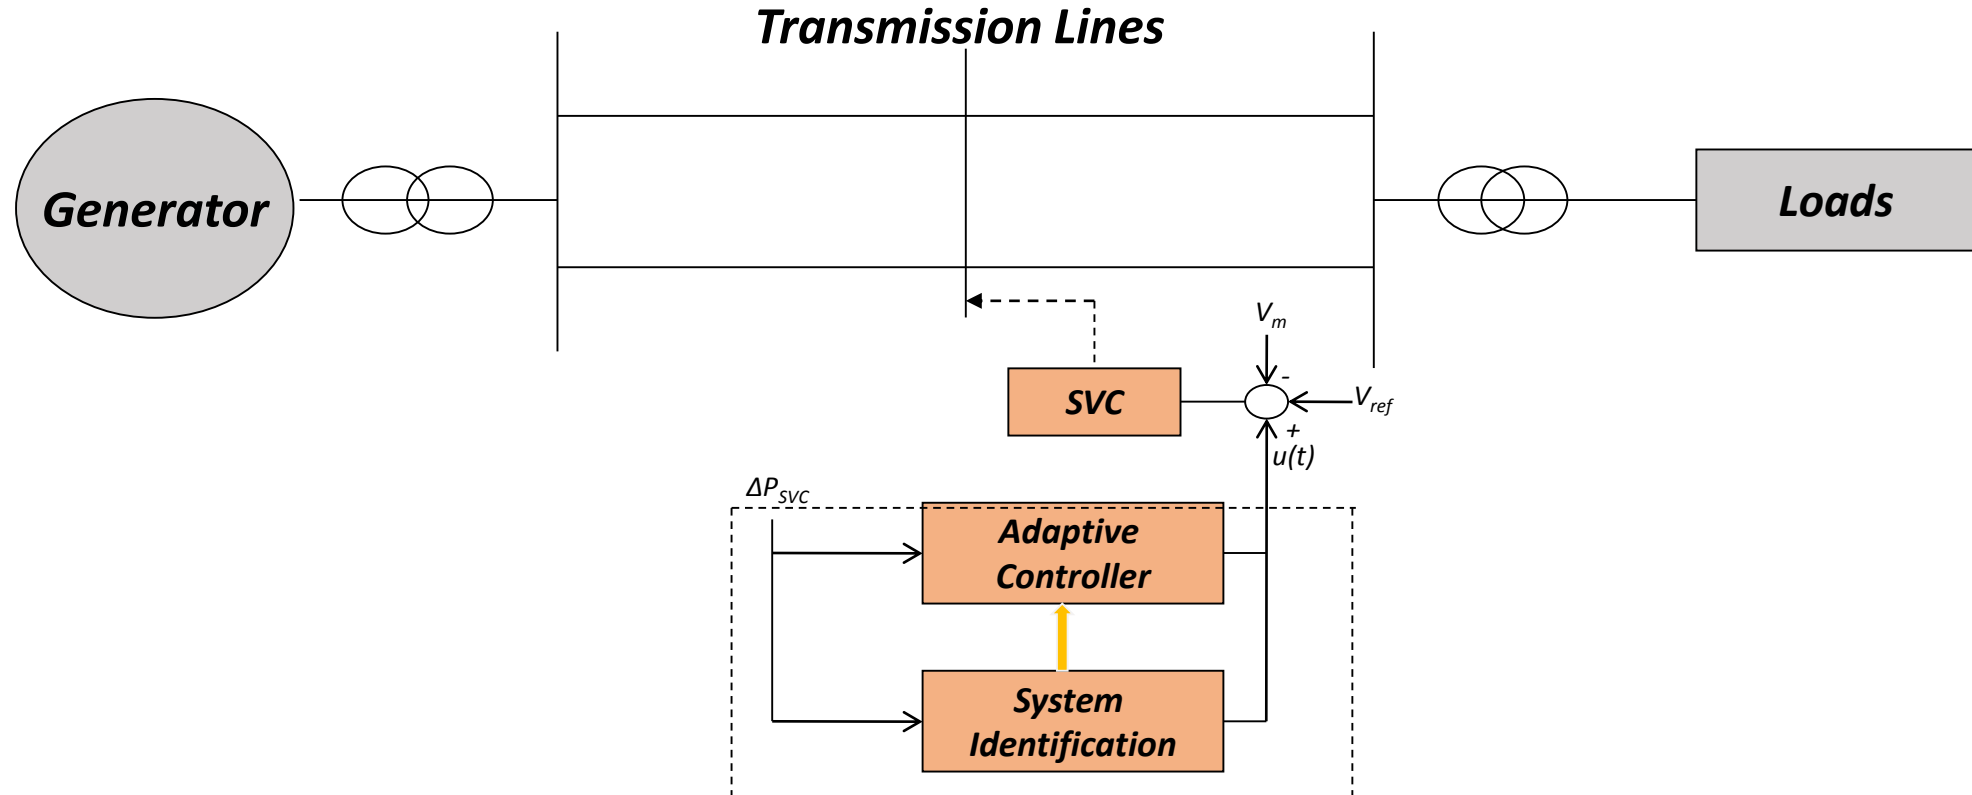 Transmission Lines
Generator
Loads
Vm
-
SVC
Vref
+
u(t)
ΔPSVC
Adaptive
Controller
System
Identification